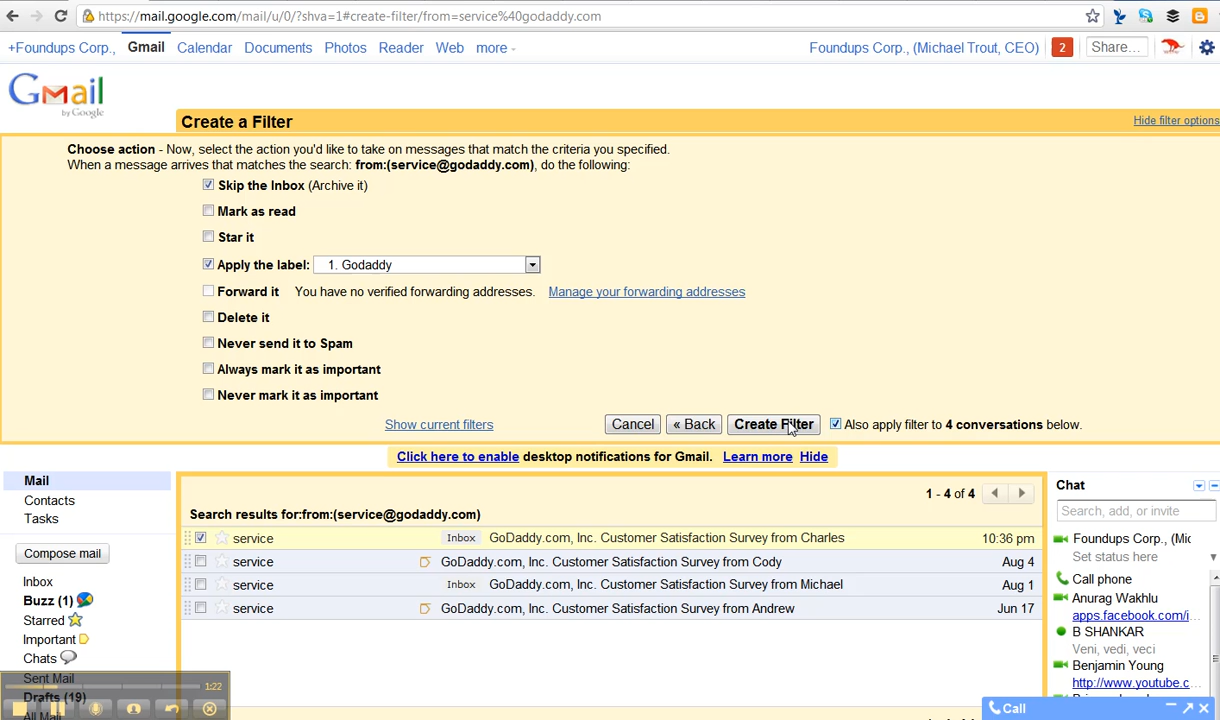 https://mail.google.com/mail/u/0/?shva=1#create-filter/from=service%40godaddy.com
+Foundups Corp., Gmail Calendar Documents Photos Reader Web more Foundups Corp., (Michael Trout, CEO) 2 Share...
Gmail
by Google
Create a Filter Hide filter options
Choose action - Now, select the action you'd like to take on messages that match the criteria you specified.
When a message arrives that matches the search: from:(service@godaddy.com), do the following:
Skip the Inbox (Archive it)
Mark as read
Star it
Apply the label: 1. Godaddy
Forward it You have no verified forwarding addresses. Manage your forwarding addresses
Delete it
Never send it to Spam
Always mark it as important
Never mark it as important
Show current filters Cancel « Back Create Filter Also apply filter to 4 conversations below.
Click here to enable desktop notifications for Gmail. Learn more Hide
Mail
Contacts
Tasks
Compose mail
Inbox
Buzz (1)
Starred
Important
Chats
Sent Mail
Drafts (19)
All Mail
1:22
1 - 4 of 4
Search results for:from:(service@godaddy.com)
service Inbox GoDaddy.com, Inc. Customer Satisfaction Survey from Charles 10:36 pm
service GoDaddy.com, Inc. Customer Satisfaction Survey from Cody Aug 4
service Inbox GoDaddy.com, Inc. Customer Satisfaction Survey from Michael Aug 1
service GoDaddy.com, Inc. Customer Satisfaction Survey from Andrew Jun 17
Chat
Search, add, or invite
Foundups Corp., (Mic
Set status here
Call phone
Anurag Wakhlu
apps.facebook.com/i...
B SHANKAR
Veni, vedi, veci
Benjamin Young
http://www.youtube.c...
Call